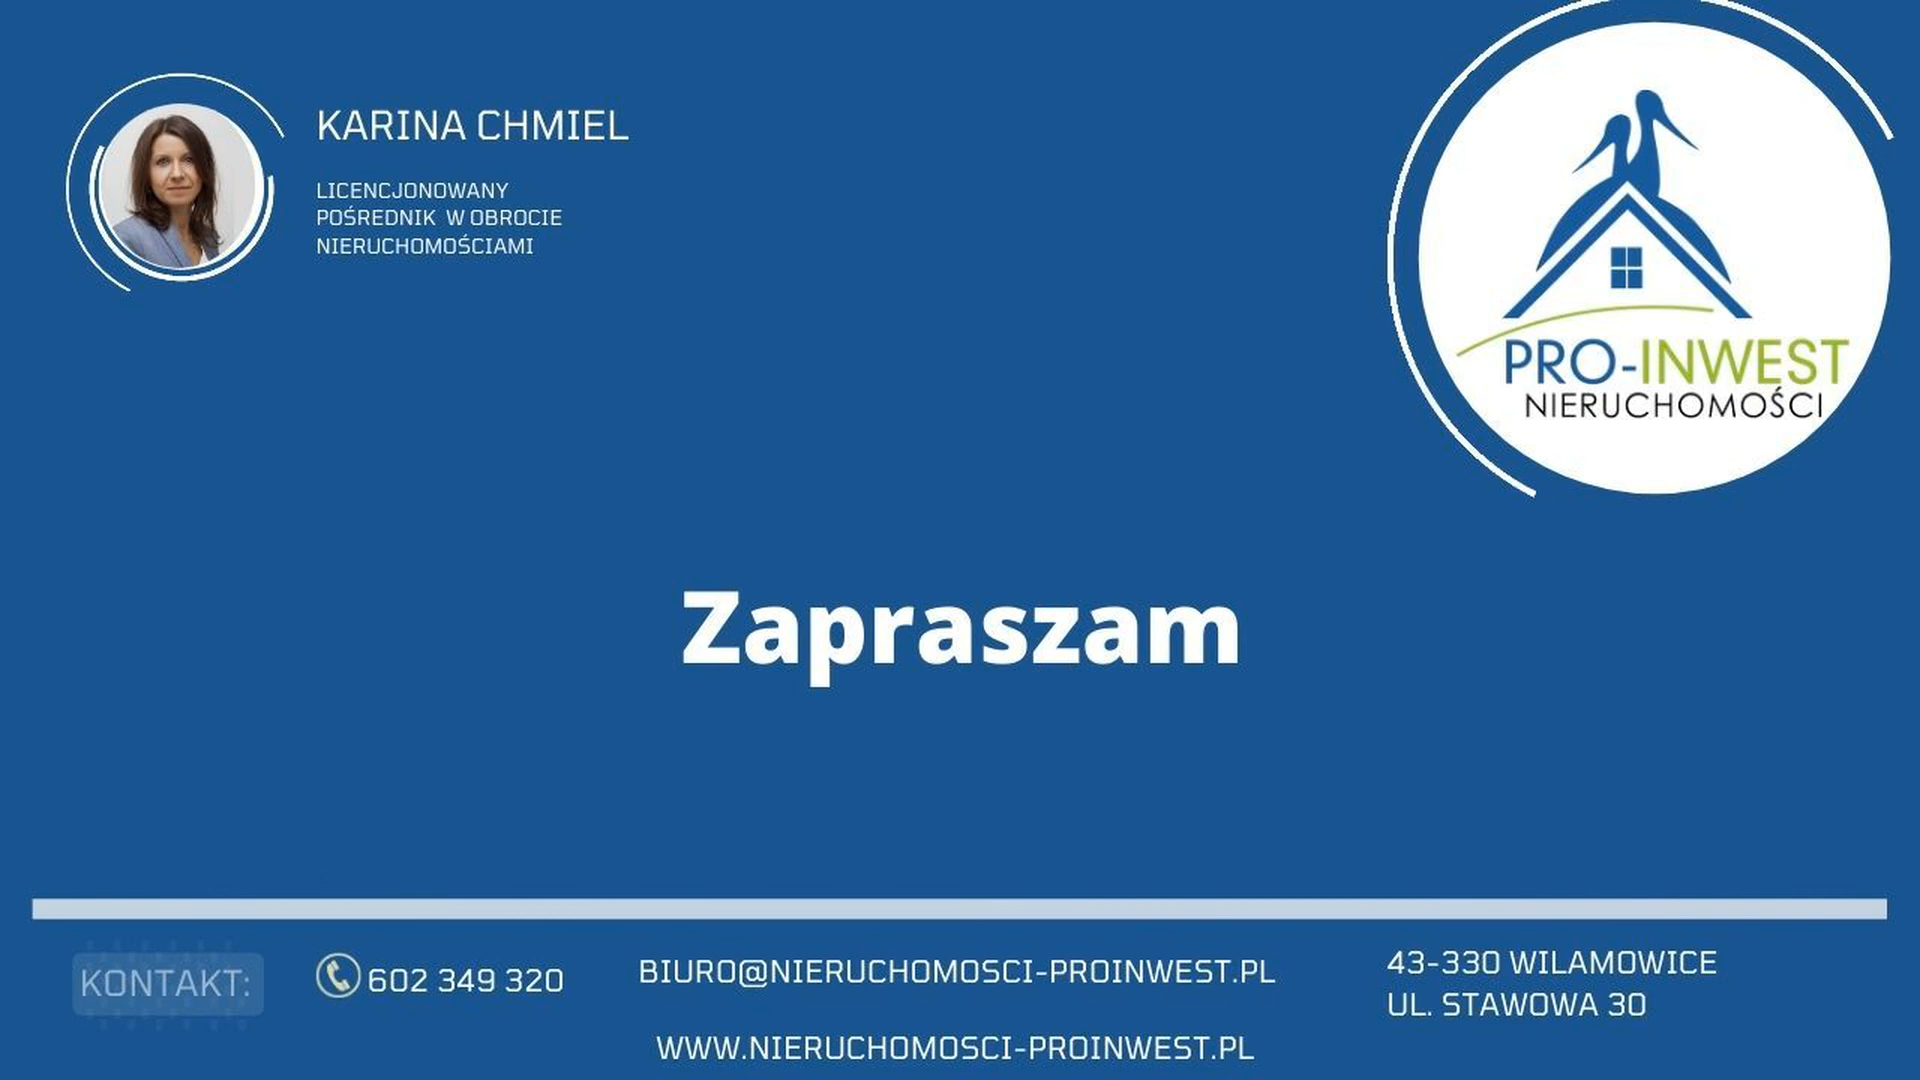 KARINA CHMIEL
LICENCJONOWANY
POŚREDNIK W OBROCIE
NIERUCHOMOŚCIAMI
PRO-INWEST
NIERUCHOMOŚCI
Zapraszam
KONTAKT:
602 349 320
BIURO@NIERUCHOMOSCI-PROINWEST.PL
WWW.NIERUCHOMOSCI-PROINWEST.PL
43-330 WILAMOWICE
UL. STAWOWA 30